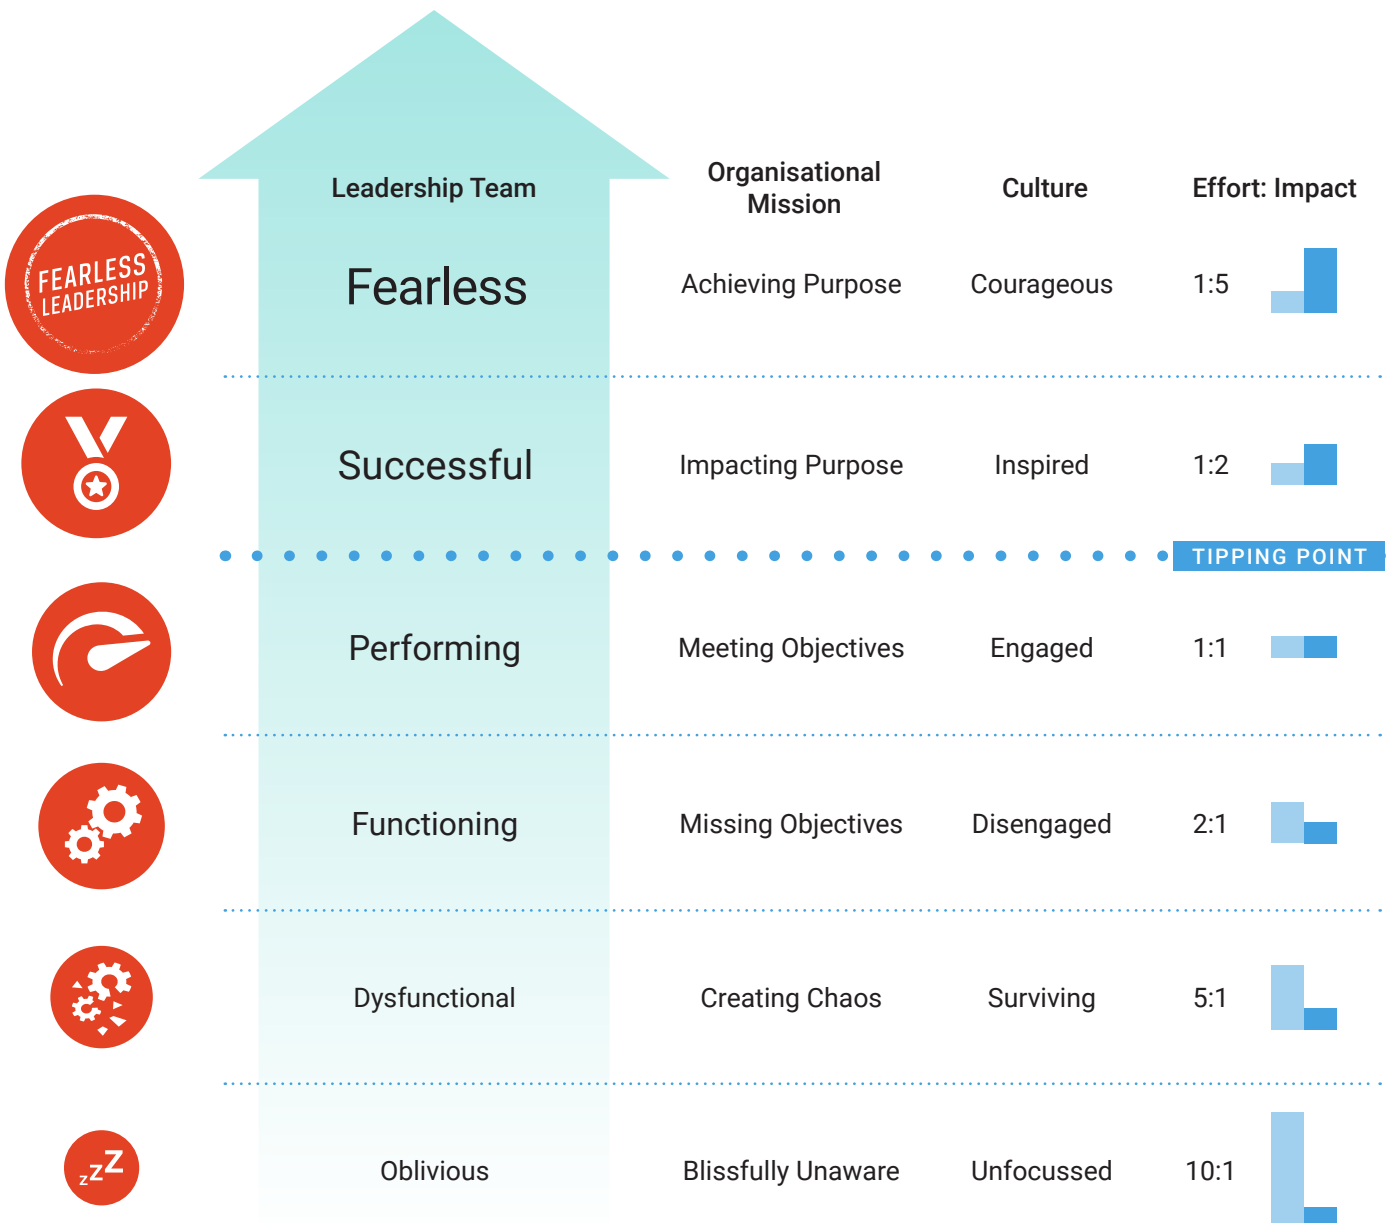 Leadership Team
Organisational
Mission
Culture
Effort: Impact
FEARLESS
LEADERSHIP
Fearless
Achieving Purpose
Courageous
1:5
Successful
Impacting Purpose
Inspired
1:2
TIPPING POINT
Performing
Meeting Objectives
Engaged
1:1
Functioning
Missing Objectives
Disengaged
2:1
Dysfunctional
Creating Chaos
Surviving
5:1
zzZ
Oblivious
Blissfully Unaware
Unfocussed
10:1